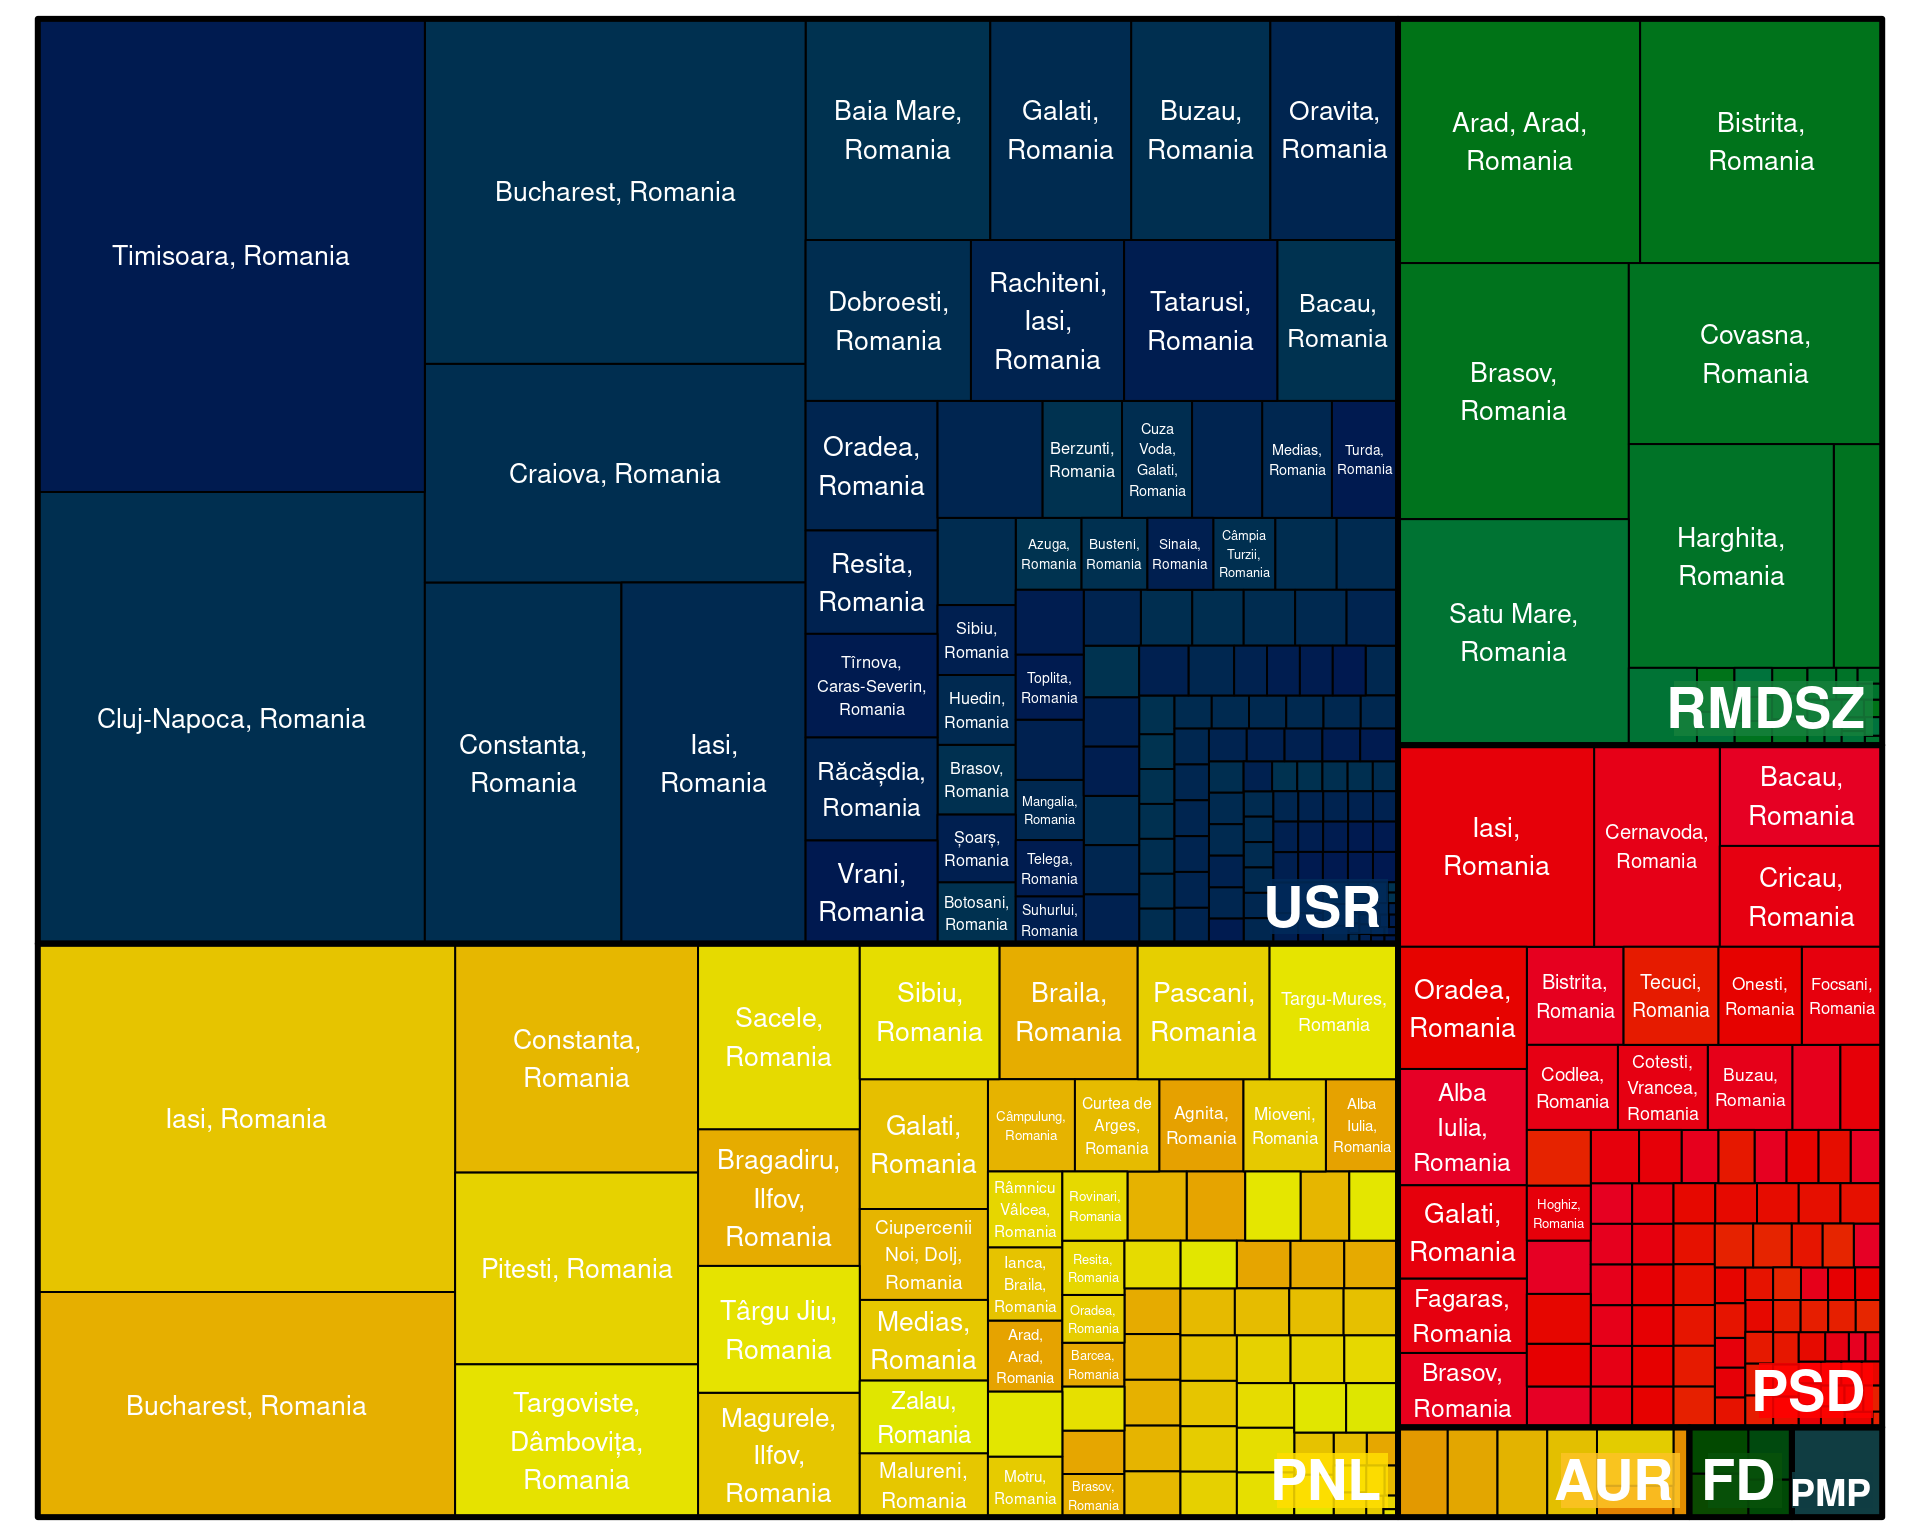 Timisoara, Romania
Cluj-Napoca, Romania
Bucharest, Romania
Craiova, Romania
Constanta,
Romania
Iasi,
Romania
Baia Mare,
Romania
Galati,
Romania
Buzau,
Romania
Oravita,
Romania
Dobroesti,
Romania
Rachiteni,
Iasi,
Romania
Tatarusi,
Romania
Bacau,
Romania
Oradea,
Romania
Resita,
Romania
Tîrnova,
Caras-Severin,
Romania
Răcășdia,
Romania
Vrani,
Romania
Berzunti,
Romania
Cuza
Voda,
Galati,
Romania
Medias,
Romania
Turda,
Romania
Azuga,
Romania
Busteni,
Romania
Sinaia,
Romania
Câmpia
Turzii,
Romania
Sibiu,
Romania
Huedin,
Romania
Brasov,
Romania
Șoarș,
Romania
Botosani,
Romania
Toplita,
Romania
Mangalia,
Romania
Telega,
Romania
Suhurlui,
Romania
USR
Arad, Arad,
Romania
Bistrita,
Romania
Brasov,
Romania
Satu Mare,
Romania
Covasna,
Romania
Harghita,
Romania
RMDSZ
Iasi,
Romania
Cernavoda,
Romania
Bacau,
Romania
Cricau,
Romania
Oradea,
Romania
Alba
Iulia,
Romania
Galati,
Romania
Fagaras,
Romania
Brasov,
Romania
Bistrita,
Romania
Tecuci,
Romania
Onesti,
Romania
Focsani,
Romania
Codlea,
Romania
Cotesti,
Vrancea,
Romania
Buzau,
Romania
Hoghiz,
Romania
PSD
Iasi, Romania
Bucharest, Romania
Constanta,
Romania
Pitesti, Romania
Targoviste,
Dâmbovița,
Romania
Sacele,
Romania
Bragadiru,
Ilfov,
Romania
Târgu Jiu,
Romania
Magurele,
Ilfov,
Romania
Sibiu,
Romania
Braila,
Romania
Pascani,
Romania
Targu-Mures,
Romania
Galati,
Romania
Ciupercenii
Noi, Dolj,
Romania
Medias,
Romania
Zalau,
Romania
Malureni,
Romania
Câmpulung,
Romania
Curtea de
Arges,
Romania
Agnita,
Romania
Mioveni,
Romania
Alba
Iulia,
Romania
Râmnicu
Vâlcea,
Romania
Ianca,
Braila,
Romania
Arad,
Arad,
Romania
Motru,
Romania
Rovinari,
Romania
Resita,
Romania
Oradea,
Romania
Barcea,
Romania
Brasov,
Romania
PNL
AUR
FD
PMP